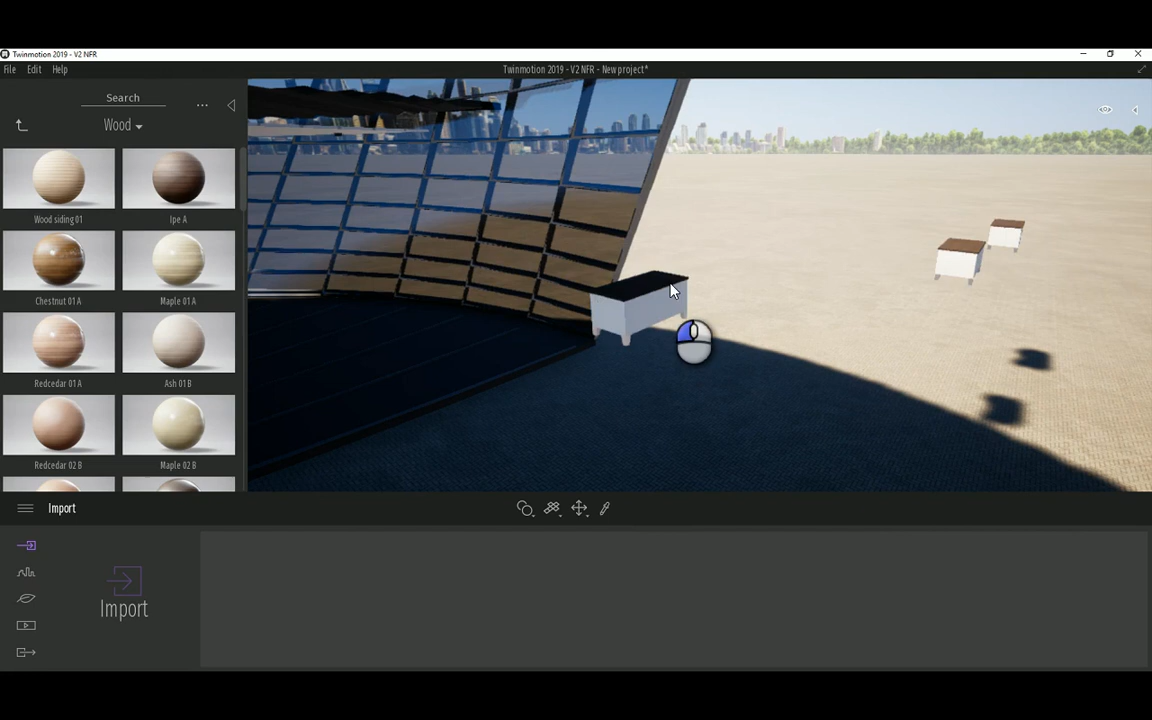 Twinmotion 2019 - V2 NFR
File Edit Help
Twinmotion 2019 - V2 NFR - New project*
Search
Wood
Wood siding 01
Ipe A
Chestnut 01 A
Maple 01 A
Redcedar 01 A
Ash 01 B
Redcedar 02 B
Maple 02 B
Import
Import